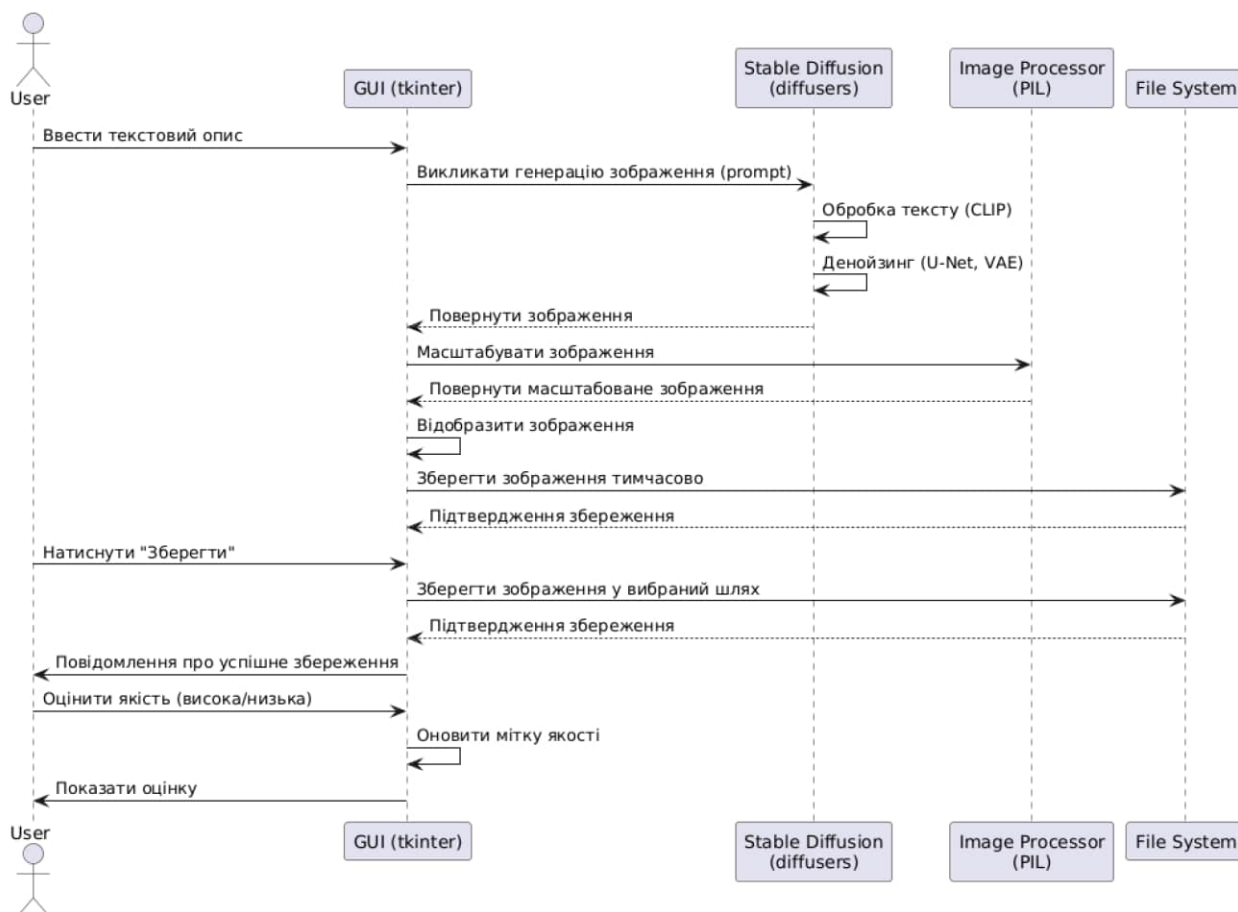 User
GUI (tkinter)
Stable Diffusion
(diffusers)
Image Processor
(PIL)
File System
Ввести текстовий опис
Викликати генерацію зображення (prompt)
Обробка тексту (CLIP)
Денойзинг (U-Net, VAE)
Повернути зображення
Масштабувати зображення
Повернути масштабоване зображення
Відобразити зображення
Зберегти зображення тимчасово
Підтвердження збереження
Натиснути "Зберегти"
Зберегти зображення у вибраний шлях
Підтвердження збереження
Повідомлення про успішне збереження
Оцінити якість (висока/низька)
Оновити мітку якості
Показати оцінку
User
GUI (tkinter)
Stable Diffusion
(diffusers)
Image Processor
(PIL)
File System